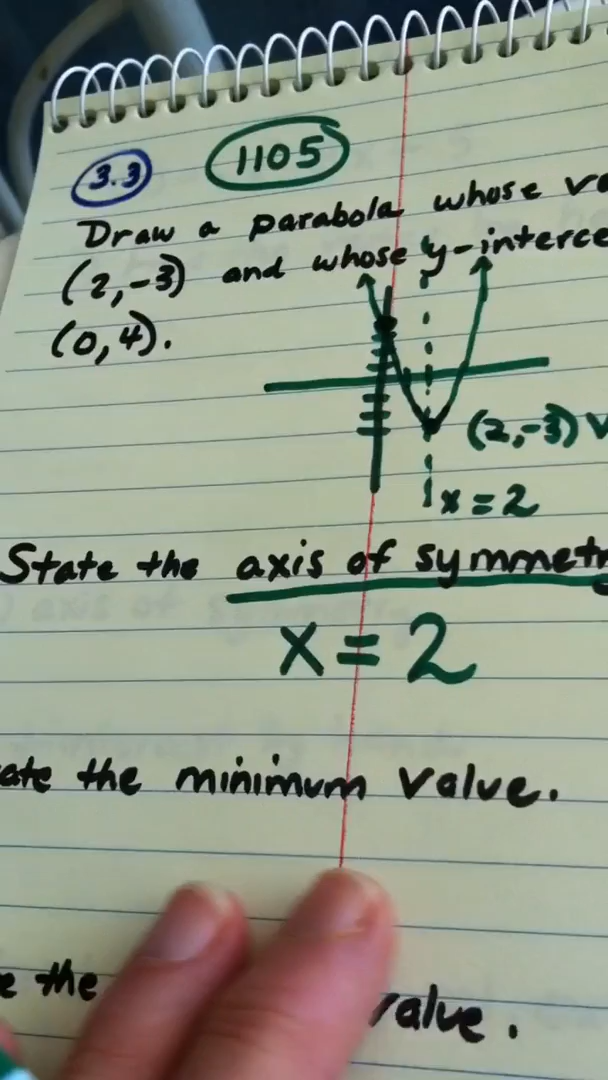 3.3 1105
Draw a parabola whose
(2,-3) and whose y-interce
(0,4).
(2,-3) V
x = 2
State the axis of symmetr
x = 2
ate the minimum value.
e the value.